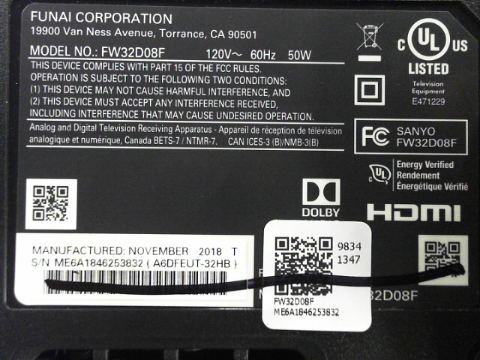 FUNAI CORPORATION
19900 Van Ness Avenue, Torrance, CA 90501
MODEL NO.: FW32D08F 120V~ 60Hz 50W
THIS DEVICE COMPLIES WITH PART 15 OF THE FCC RULES.
OPERATION IS SUBJECT TO THE FOLLOWING TWO CONDITIONS:
(1) THIS DEVICE MAY NOT CAUSE HARMFUL INTERFERENCE, AND
(2) THIS DEVICE MUST ACCEPT ANY INTERFERENCE RECEIVED,
INCLUDING INTERFERENCE THAT MAY CAUSE UNDESIRED OPERATION.
Analog and Digital Television Receiving Apparatus - Appareil de réception de télévision
analogique et numérique, Canada BETS-7 / NTMR-7. CAN ICES-3 (B)/NMB-3(B)
C UL US
LISTED
Television
Equipment
E471229
FC SANYO
FW32D08F
c UL
Energy Verified
Rendement
Énergétique Vérifié
DOLBY
HDMI
MANUFACTURED: NOVEMBER 2018 T
S/N ME6A1846253832 ( A6DFEUT-32HB )
9834
1347
FW32D08F
ME6A1846253832
FW32D08F